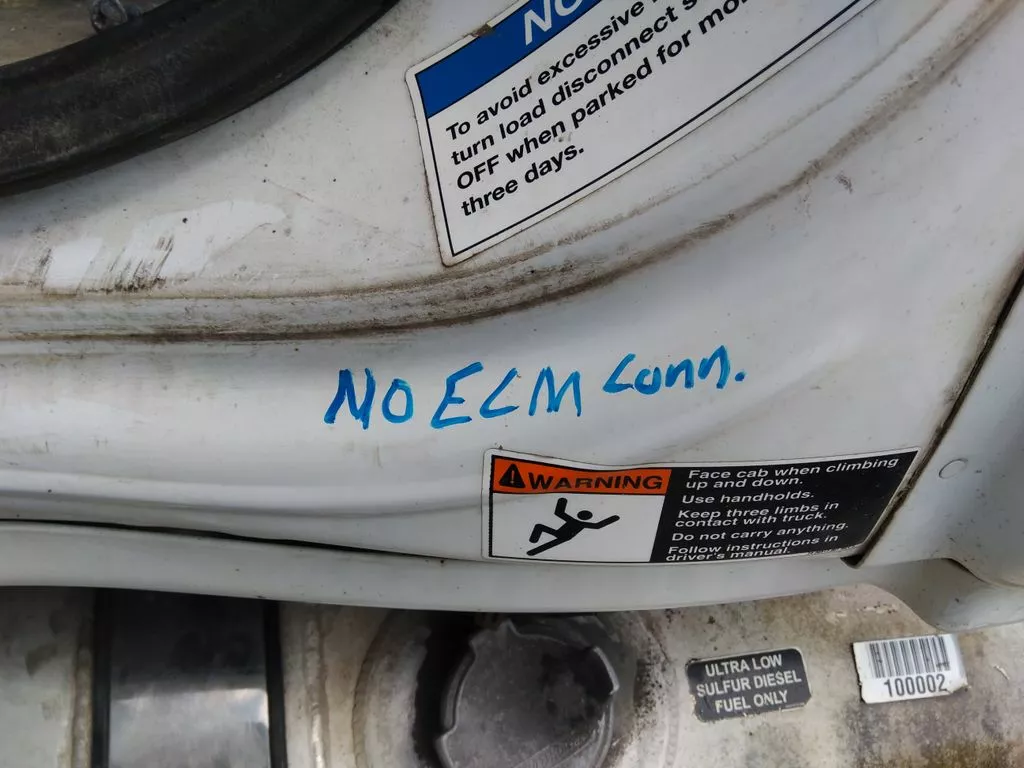 NO
To avoid excessive
turn load disconnect
OFF when parked for
three days.
NO ECM Conn.
WARNING
Face cab when climbing
up and down.
Use handholds.
Keep three limbs in
contact with truck.
Do not carry anything.
Follow instructions in
driver's manual.
ULTRA LOW
SULFUR DIESEL
FUEL ONLY
100002